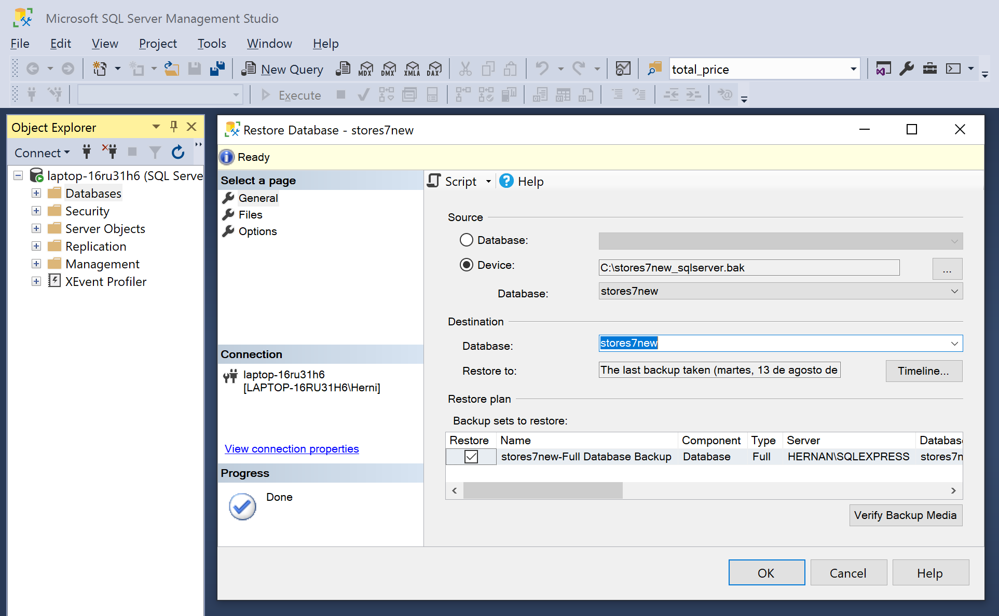 Microsoft SQL Server Management Studio
File Edit View Project Tools Window Help
New Query MDX DMX XMLA DAX total_price
Execute
Object Explorer
Connect
laptop-16ru31h6 (SQL Serve
Databases
Security
Server Objects
Replication
Management
XEvent Profiler
Restore Database - stores7new
Ready
Select a page
General
Files
Options
Connection
laptop-16ru31h6
[LAPTOP-16RU31H6\Herni]
View connection properties
Progress
Done
Script Help
Source
Database:
Device: C:\stores7new_sqlserver.bak ...
Database: stores7new
Destination
Database: stores7new
Restore to: The last backup taken (martes, 13 de agosto de Timeline...
Restore plan
Backup sets to restore:
Restore Name Component Type Server Database
stores7new-Full Database Backup Database Full HERNAN\SQLEXPRESS stores7n
Verify Backup Media
OK Cancel Help